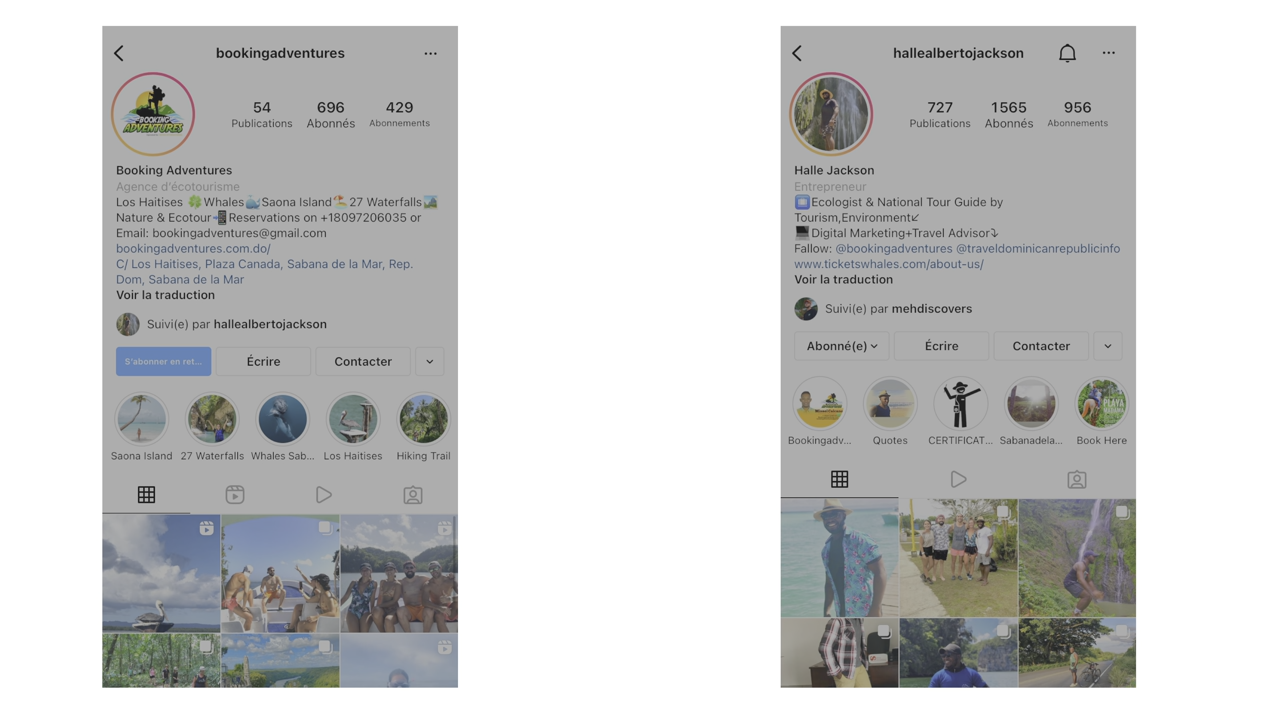 bookingadventures
...
BOOKING
ADVENTURES
54
696
429
Publications
Abonnés
Abonnements
Booking Adventures
Agence d'écotourisme
Los Haitises 🍀Whales🐳Saona Island🏖️27 Waterfalls🏞️
Nature & Ecotour📲Reservations on +18097206035 or
Email: bookingadventures@gmail.com
bookingadventures.com.do/
C/ Los Haitises, Plaza Canada, Sabana de la Mar, Rep.
Dom, Sabana de la Mar
Voir la traduction
Suivi(e) par hallealbertojackson
S'abonner en ret...
Écrire
Contacter
Saona Island
27 Waterfalls
Whales Sab...
Los Haitises
Hiking Trail
hallealbertojackson
...
727
1 565
956
Publications
Abonnés
Abonnements
Halle Jackson
Entrepreneur
Ecologist & National Tour Guide by
Tourism,Environment↙
💻Digital Marketing+Travel Advisor⤵
Fallow: @bookingadventures @traveldominicanrepublicinfo
www.ticketswhales.com/about-us/
Voir la traduction
Suivi(e) par mehdiscovers
Abonné(e)
Écrire
Contacter
PLAYA
Bookingadv...
Quotes
CERTIFICAT...
Sabanadela...
Book Here